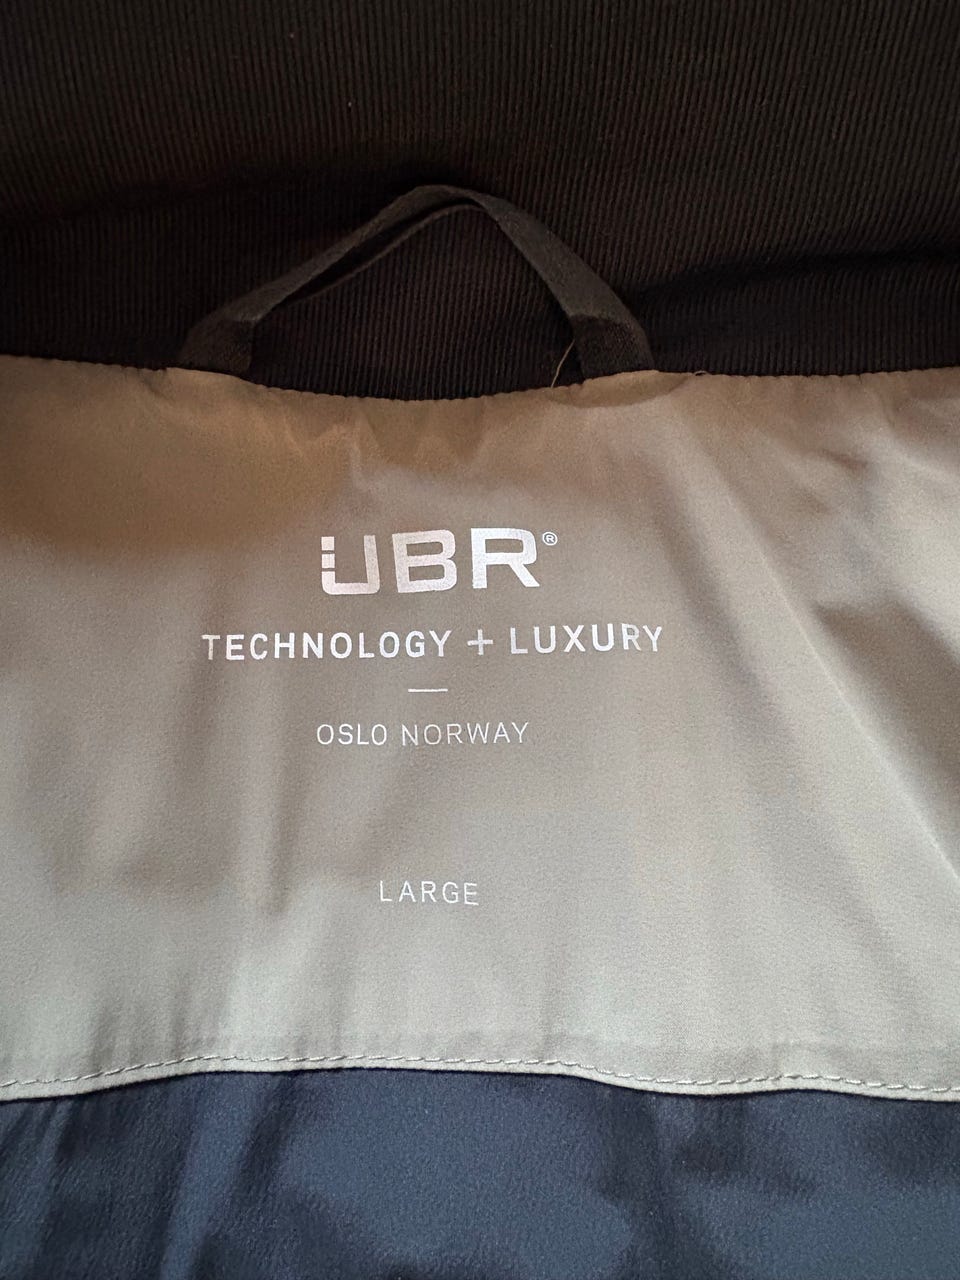 UBR®
TECHNOLOGY + LUXURY
OSLO NORWAY
LARGE